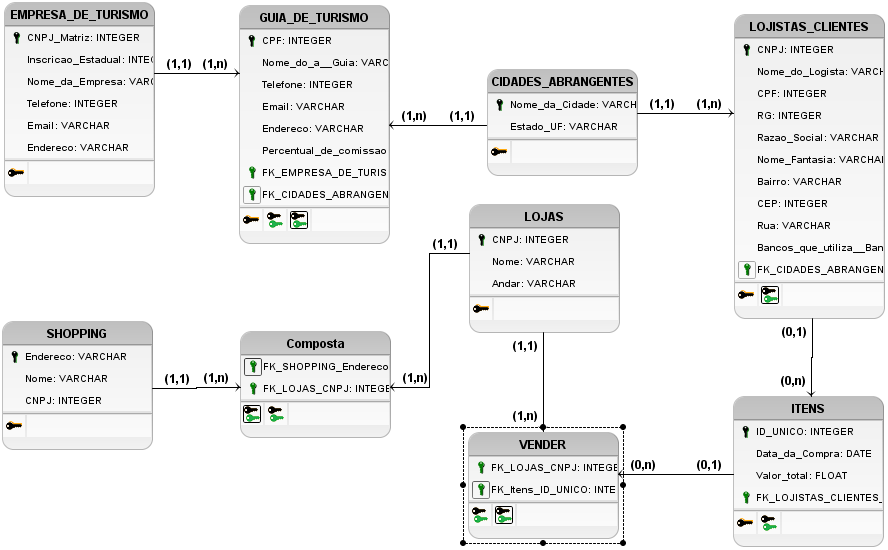 EMPRESA_DE_TURISMO
CNPJ_Matriz: INTEGER
Inscricao_Estadual: INTEG
Nome_da_Empresa: VARC
Telefone: INTEGER
Email: VARCHAR
Endereco: VARCHAR
(1,1) (1,n)
GUIA_DE_TURISMO
CPF: INTEGER
Nome_do_a__Guia: VARC
Telefone: INTEGER
Email: VARCHAR
Endereco: VARCHAR
Percentual_de_comissao
FK_EMPRESA_DE_TURIS
FK_CIDADES_ABRANGEN
(1,n) (1,1)
CIDADES_ABRANGENTES
Nome_da_Cidade: VARCH
Estado_UF: VARCHAR
(1,1) (1,n)
LOJISTAS_CLIENTES
CNPJ: INTEGER
Nome_do_Logista: VARCH
CPF: INTEGER
RG: INTEGER
Razao_Social: VARCHAR
Nome_Fantasia: VARCHAI
Bairro: VARCHAR
CEP: INTEGER
Rua: VARCHAR
Bancos_que_utiliza__Ban
FK_CIDADES_ABRANGEN
LOJAS
CNPJ: INTEGER
Nome: VARCHAR
Andar: VARCHAR
(1,1)
(1,n)
(1,1)
(1,n)
SHOPPING
Endereco: VARCHAR
Nome: VARCHAR
CNPJ: INTEGER
(1,1) (1,n)
Composta
FK_SHOPPING_Endereco
FK_LOJAS_CNPJ: INTEGE
VENDER
FK_LOJAS_CNPJ: INTEGE
FK_Itens_ID_UNICO: INTE
(0,n) (0,1)
(0,1)
(0,n)
ITENS
ID_UNICO: INTEGER
Data_da_Compra: DATE
Valor_total: FLOAT
FK_LOJISTAS_CLIENTES_